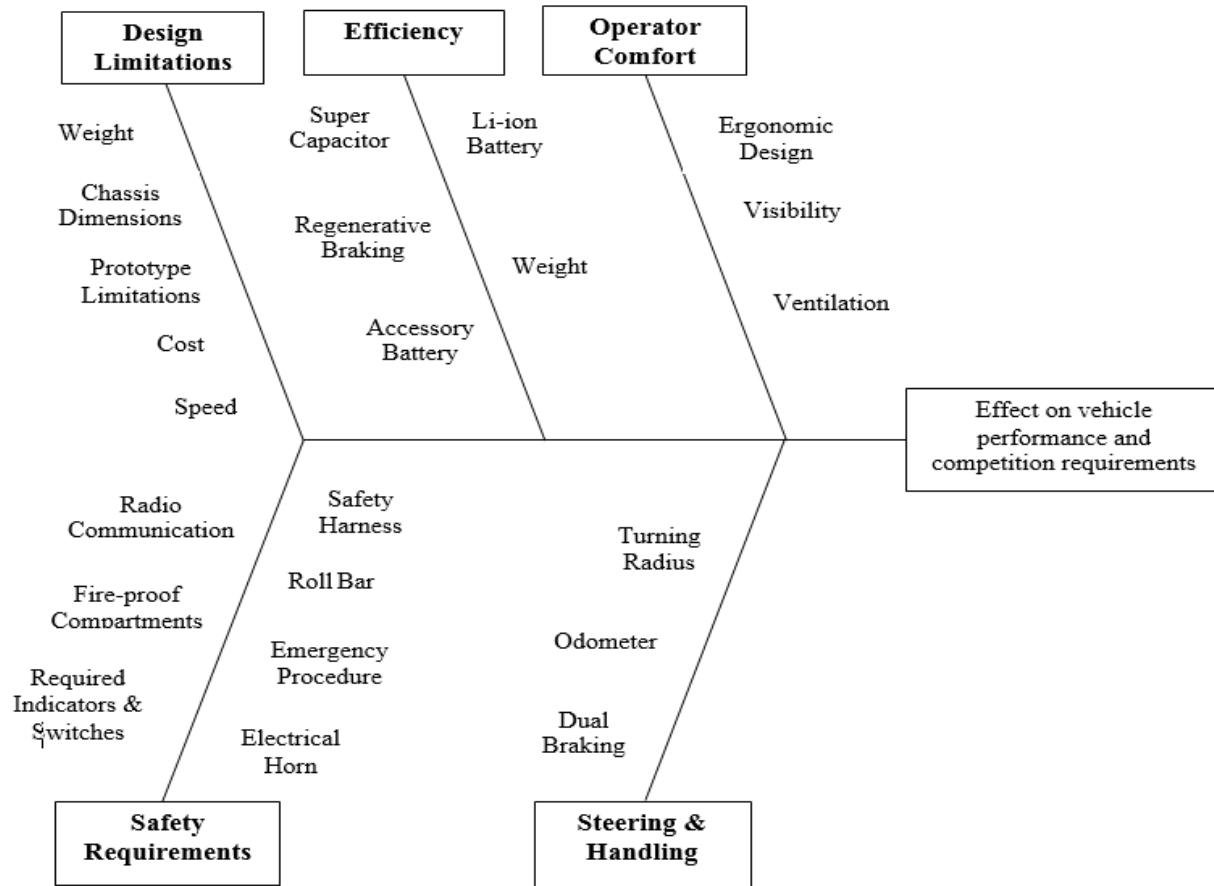 Design
Limitations
Efficiency
Operator
Comfort
Weight
Chassis
Dimensions
Prototype
Limitations
Cost
Speed
Super
Capacitor
Regenerative
Braking
Accessory
Battery
Li-ion
Battery
Weight
Ergonomic
Design
Visibility
Ventilation
Effect on vehicle
performance and
competition requirements
Radio
Communication
Fire-proof
Compartments
Required
Indicators &
Switches
Safety
Harness
Roll Bar
Emergency
Procedure
Electrical
Horn
Turning
Radius
Odometer
Dual
Braking
Safety
Requirements
Steering &
Handling